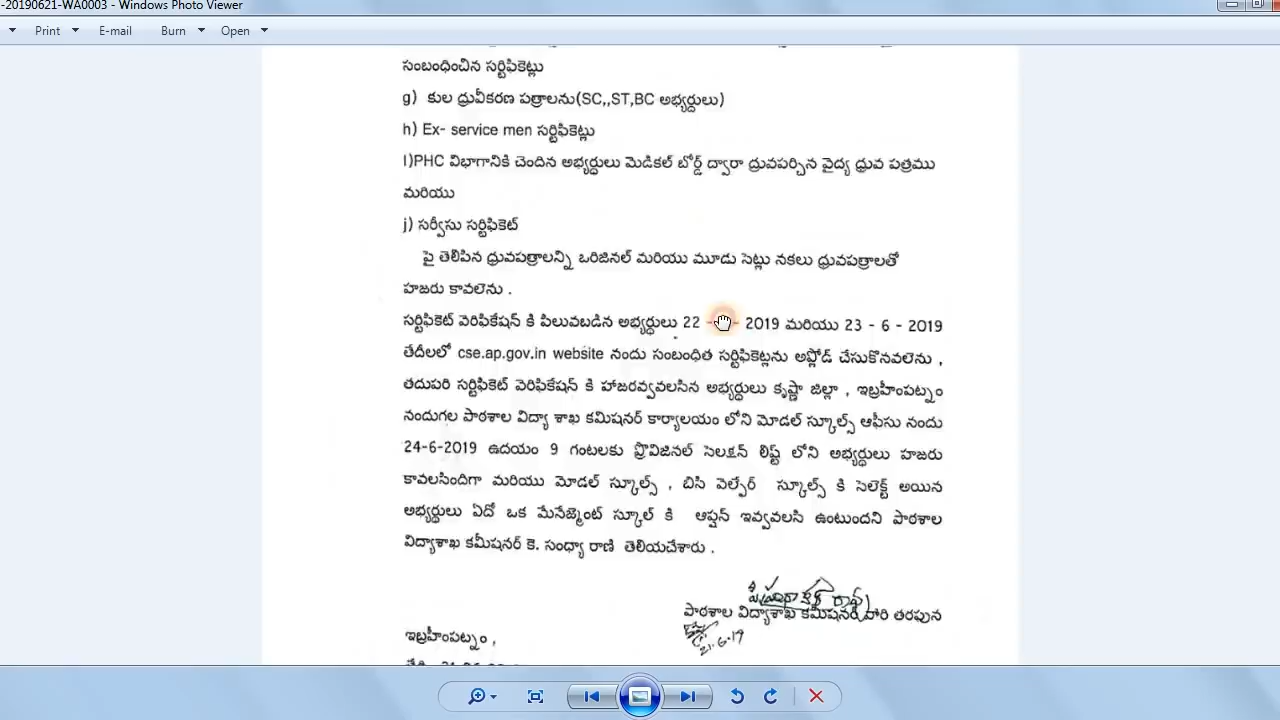 -20190621-WA0003 - Windows Photo Viewer
Print E-mail Burn Open
సంబంధించిన సర్టిఫికెట్లు
g) కుల ధ్రువీకరణ పత్రాలను(SC,,ST,BC అభ్యర్థులు)
h) Ex- service men సర్టిఫికెట్లు
I)PHC విభాగానికి చెందిన అభ్యర్ధులు మెడికల్ బోర్డ్ ద్వారా ద్రువపర్చిన వైద్య ధ్రువ పత్రము
మరియు
j) సర్వీసు సర్టిఫికెట్
పై తెలిపిన ధ్రువపత్రాలన్ని ఒరిజినల్ మరియు మూడు సెట్లు నకలు ధ్రువపత్రాలతో
హజరు కావలెను .
సర్టిఫికెట్ వెరిఫికేషన్ కి పిలువబడిన అభ్యర్ధులు 22 - - 2019 మరియు 23 - 6 - 2019
తేదీలలో cse.ap.gov.in website నందు సంబంధిత సర్టిఫికెట్లను అప్లోడ్ చేసుకొనవలెను ,
తదుపరి సర్టిఫికెట్ వెరిఫికేషన్ కి హాజరవ్వవలసిన అభ్యర్ధులు కృష్ణా జిల్లా , ఇబ్రహీంపట్నం
నందుగల పాఠశాల విద్యా శాఖ కమిషనర్ కార్యాలయం లోని మోడల్ స్కూల్స్ ఆఫీసు నందు
24-6-2019 ఉదయం 9 గంటలకు ప్రొవిజినల్ సెలక్షన్ లిస్ట్ లోని అభ్యర్ధులు హజరు
కావలసిందిగా మరియు మోడల్ స్కూల్స్ , బిసి వెల్ఫేర్ స్కూల్స్ కి సెలెక్ట్ అయిన
అభ్యర్ధులు ఏదో ఒక మేనేజ్మెంట్ స్కూల్ కి ఆప్షన్ ఇవ్వవలసి ఉంటుందని పాఠశాల
విద్యాశాఖ కమీషనర్ కె. సంధ్యా రాణి తెలియచేశారు .
పాఠశాల విద్యాశాఖ కమీషనర్ వారి తరపున
21.6.19
ఇబ్రహీంపట్నం ,